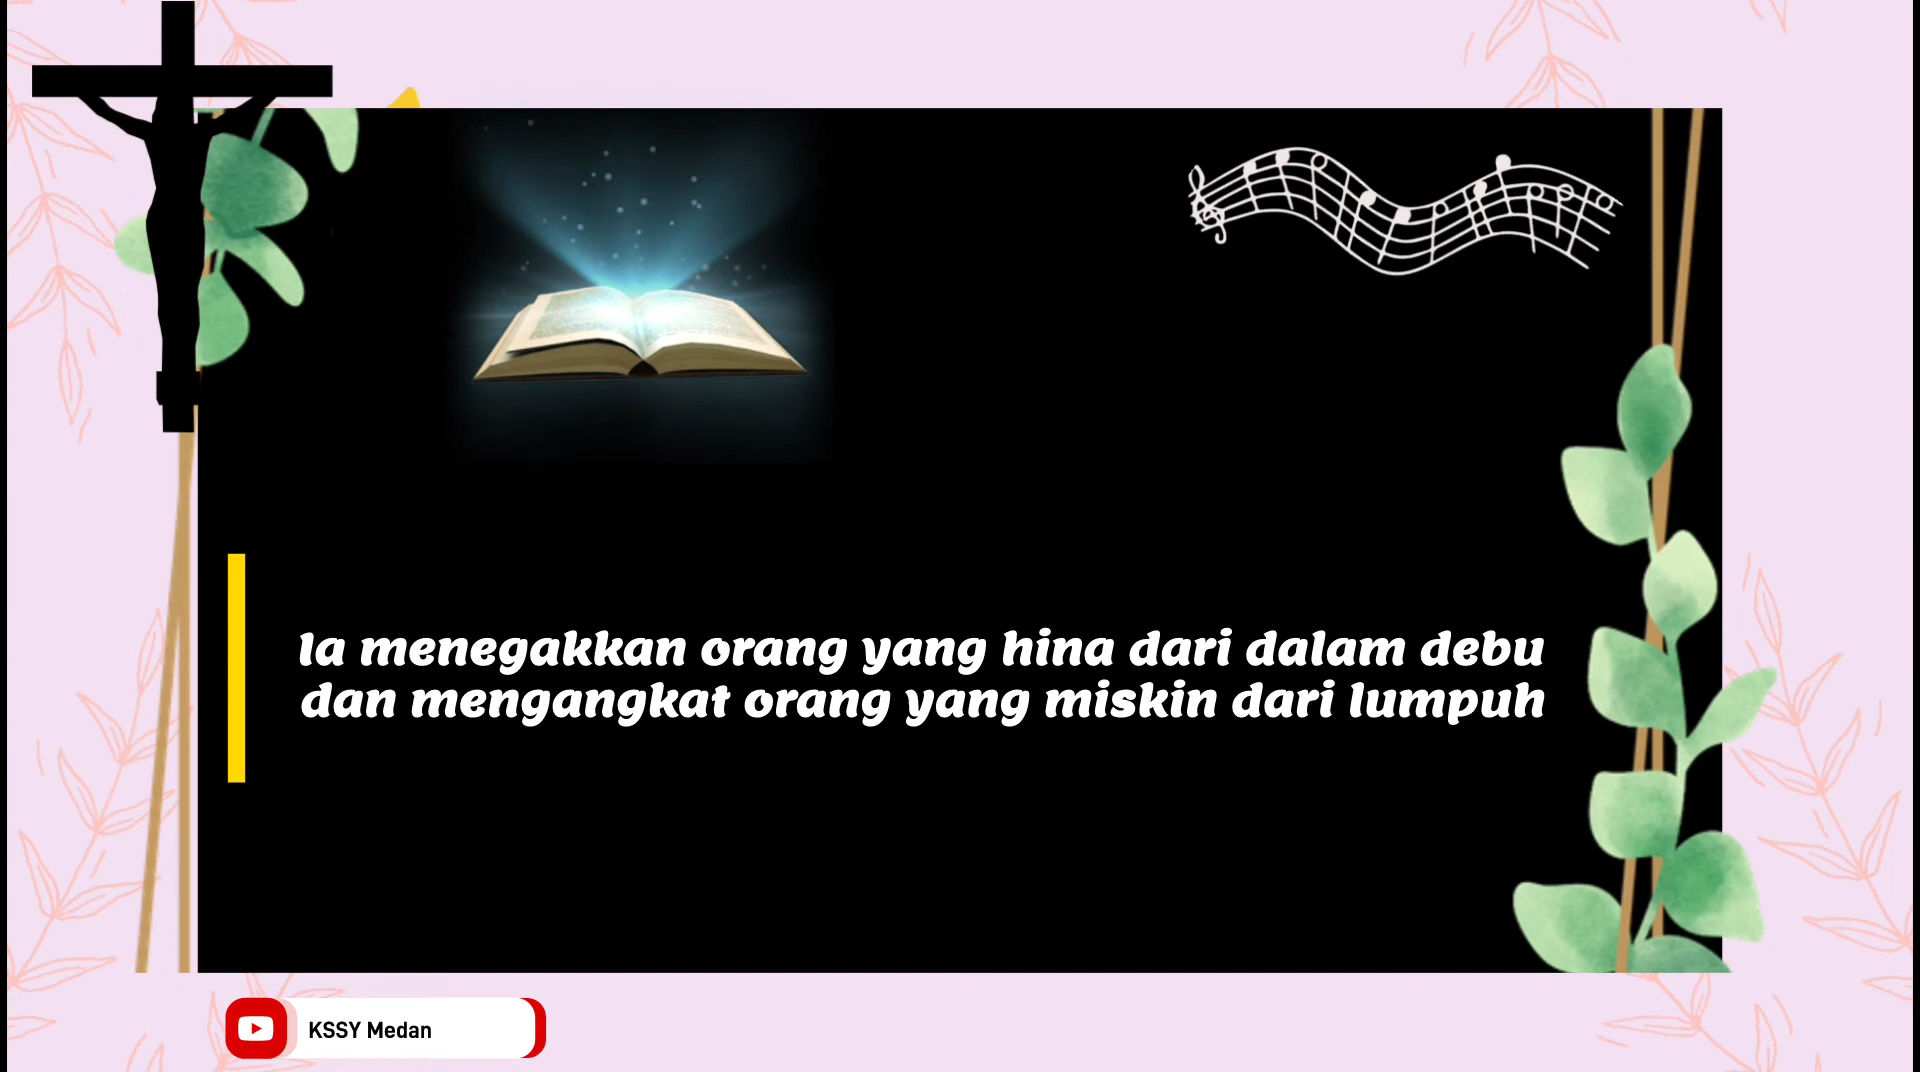 Ia menegakkan orang yang hina dari dalam debu
dan mengangkat orang yang miskin dari lumpuh
KSSY Medan